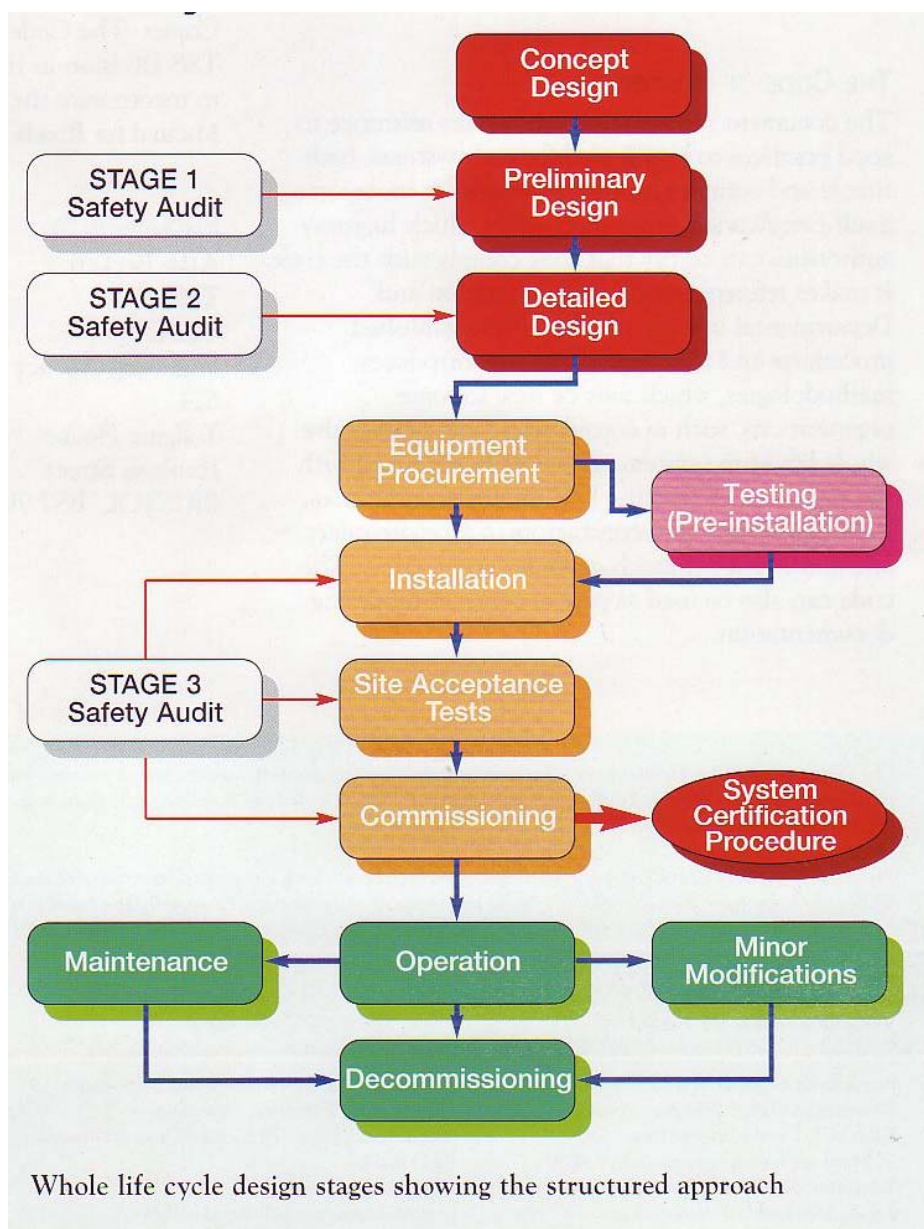 Concept
Design
STAGE 1
Safety Audit
Preliminary
Design
STAGE 2
Safety Audit
Detailed
Design
Equipment
Procurement
Testing
(Pre-installation)
Installation
STAGE 3
Safety Audit
Site Acceptance
Tests
Commissioning
System
Certification
Procedure
Maintenance
Operation
Minor
Modifications
Decommissioning
Whole life cycle design stages showing the structured approach